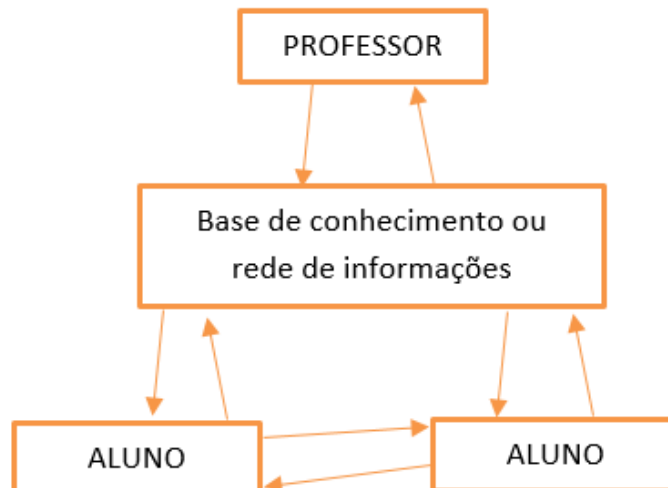 PROFESSOR
Base de conhecimento ou
rede de informações
ALUNO
ALUNO